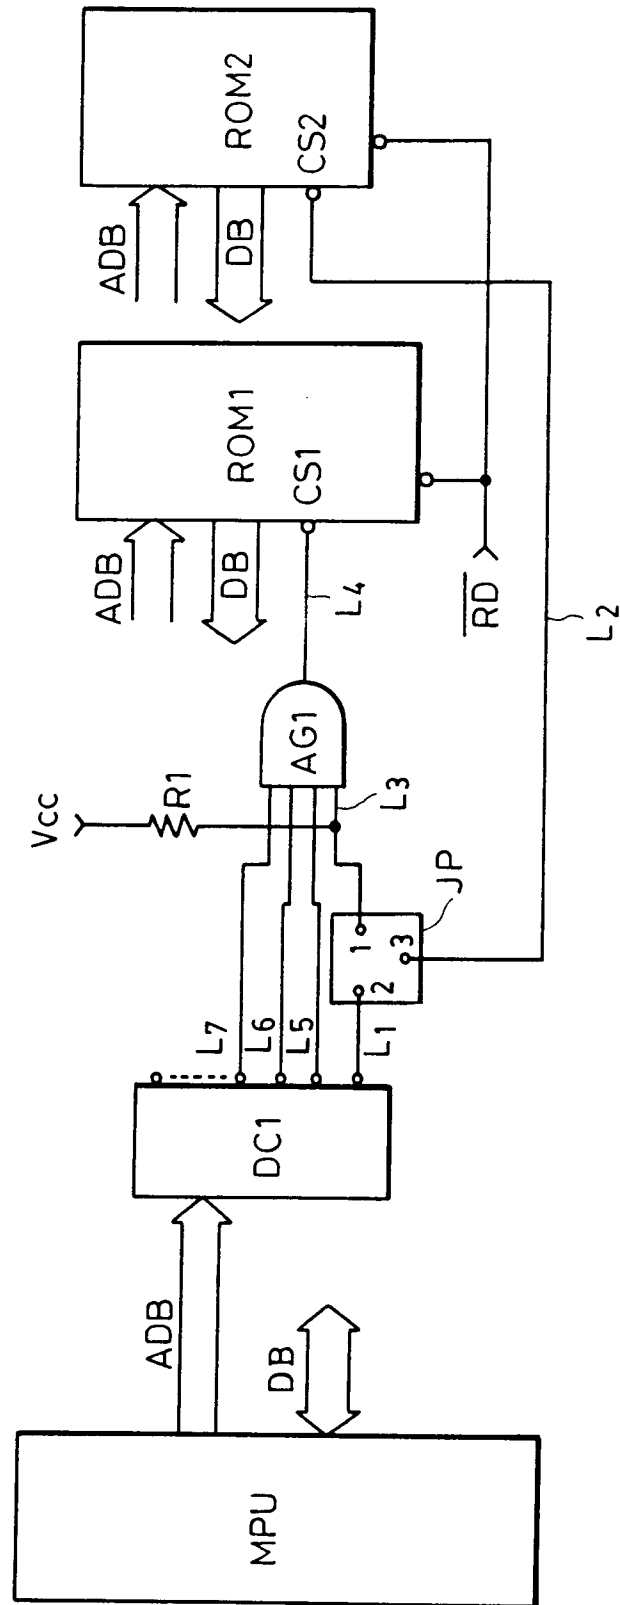 MPU
ADB
DB
DC1
L7
L6
L5
L1
JP
1
2
3
Vcc
R1
L3
AG1
L4
ADB
DB
ROM1
CS1
RD
L2
ADB
DB
ROM2
CS2